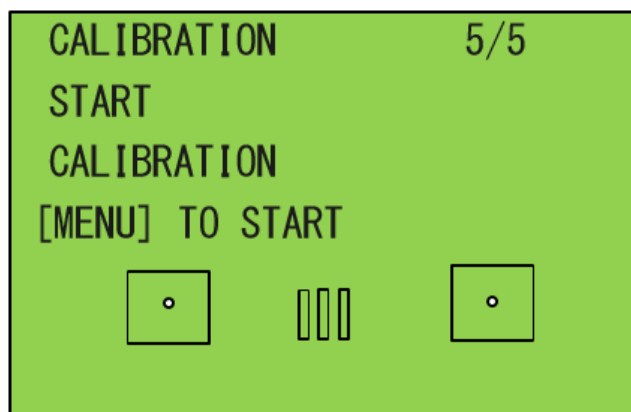 CALIBRATION 5/5
START
CALIBRATION
[MENU] TO START